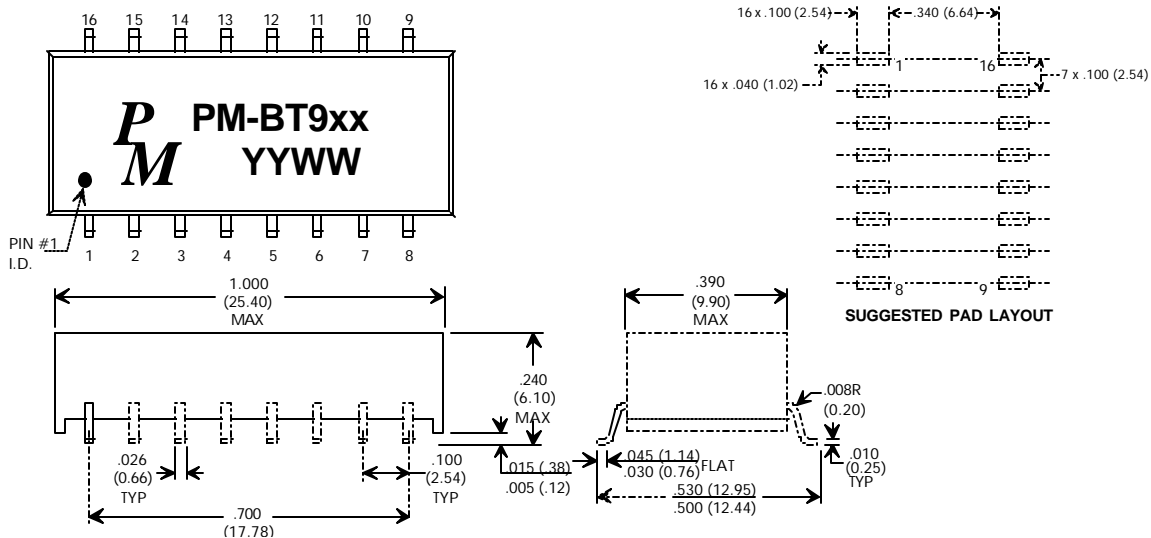 16 15 14 13 12 11 10 9
P
M
PM-BT9xx
YYWW
PIN #1
I.D.
1 2 3 4 5 6 7 8
16 x .100 (2.54)
.340 (6.64)
16 x .040 (1.02)
1
16
7 x .100 (2.54)
8
9
SUGGESTED PAD LAYOUT
1.000
(25.40)
MAX
.240
(6.10)
MAX
.026
(0.66)
TYP
.100
(2.54)
TYP
.015 (.38)
.005 (.12)
.700
(17.78)
.390
(9.90)
MAX
.008R
(0.20)
.045 (1.14)
.030 (0.76)
FLAT
.010
(0.25)
TYP
.530 (12.95)
.500 (12.44)